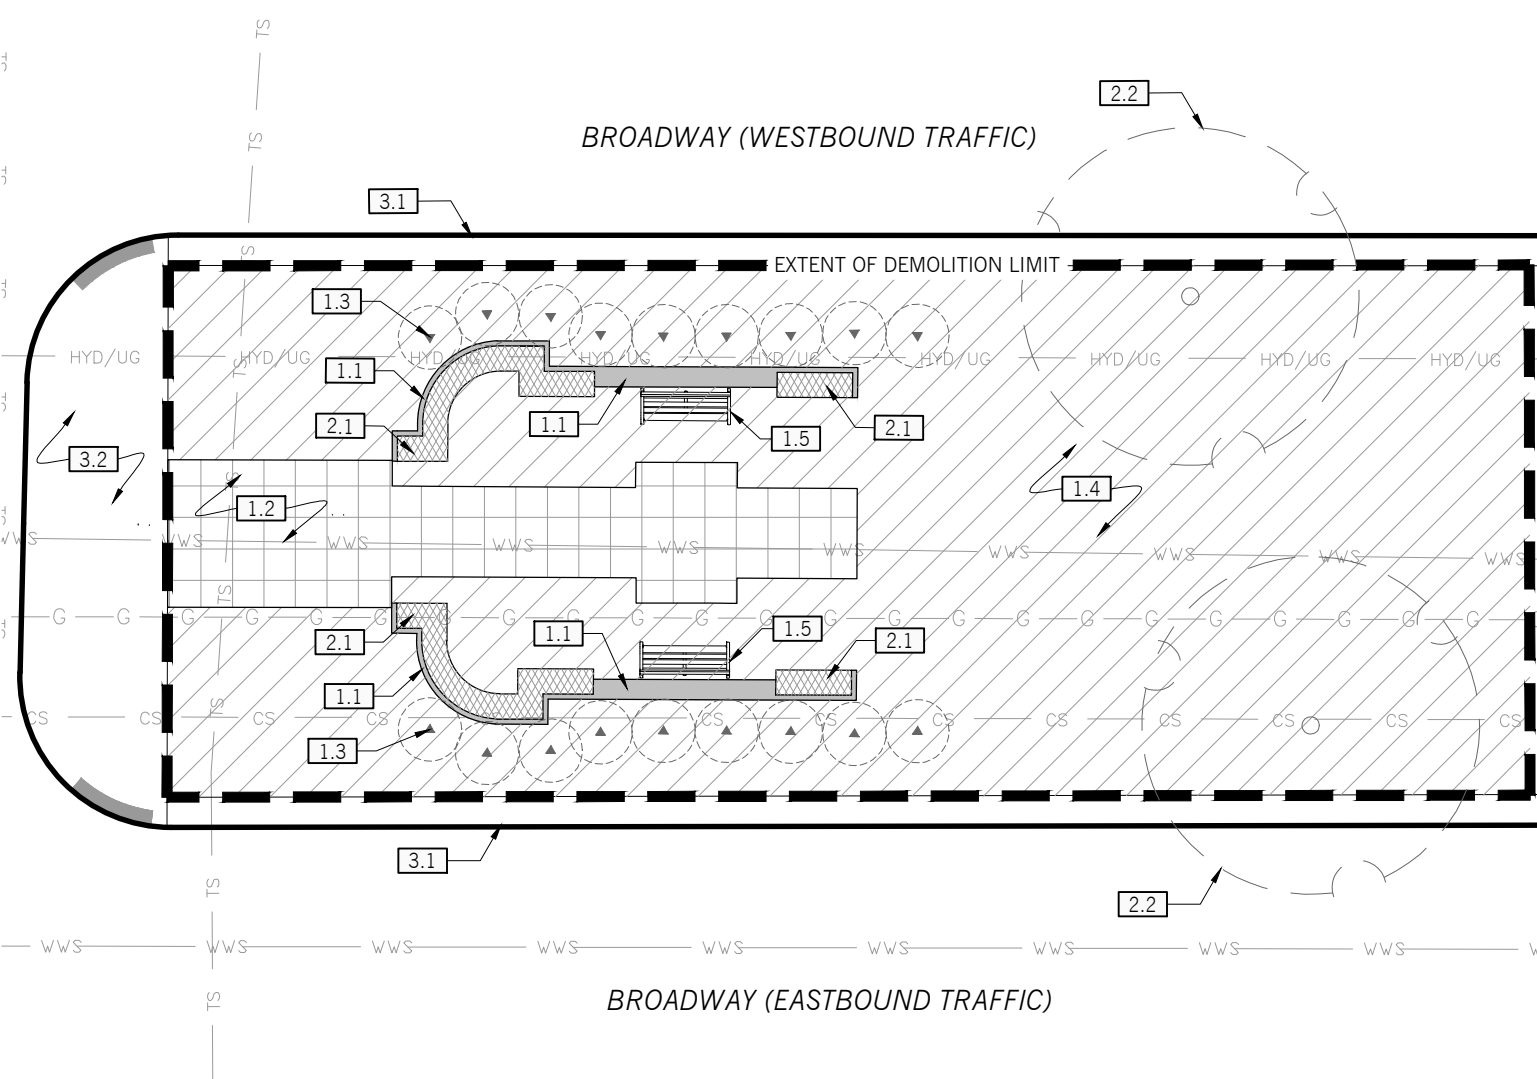 TS
2.2
BROADWAY (WESTBOUND TRAFFIC)
TS
3.1
TS
EXTENT OF DEMOLITION LIMIT
1.3
HYD/UG HYD/UG HYD/UG HYD/UG HYD/UG HYD/UG HYD/UG HYD/UG
TS
1.1
1.1
2.1
2.1
1.5
3.2
1.2
1.4
TS
WWS WWS WWS WWS WWS WWS WWS WWS WWS WWS
TS
G G G G G G G G G G G G G G G G G G G G G G G
2.1
1.1
1.5
2.1
1.1
TS
CS CS CS CS CS CS CS CS CS CS CS CS CS
1.3
3.1
TS
2.2
WWS WWS WWS WWS WWS WWS WWS WWS WWS
TS
BROADWAY (EASTBOUND TRAFFIC)